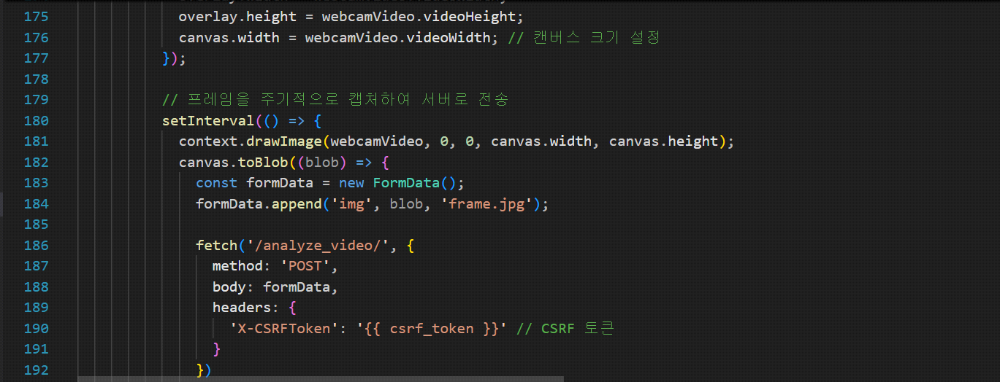 175 overlay.height = webcamVideo.videoHeight;
176 canvas.width = webcamVideo.videoWidth; // 캔버스 크기 설정
177 });
178
179 // 프레임을 주기적으로 캡처하여 서버로 전송
180 setInterval(() => {
181 context.drawImage(webcamVideo, 0, 0, canvas.width, canvas.height);
182 canvas.toBlob((blob) => {
183 const formData = new FormData();
184 formData.append('img', blob, 'frame.jpg');
185
186 fetch('/analyze_video/', {
187 method: 'POST',
188 body: formData,
189 headers: {
190 'X-CSRFToken': '{{ csrf_token }}' // CSRF 토큰
191 }
192 })